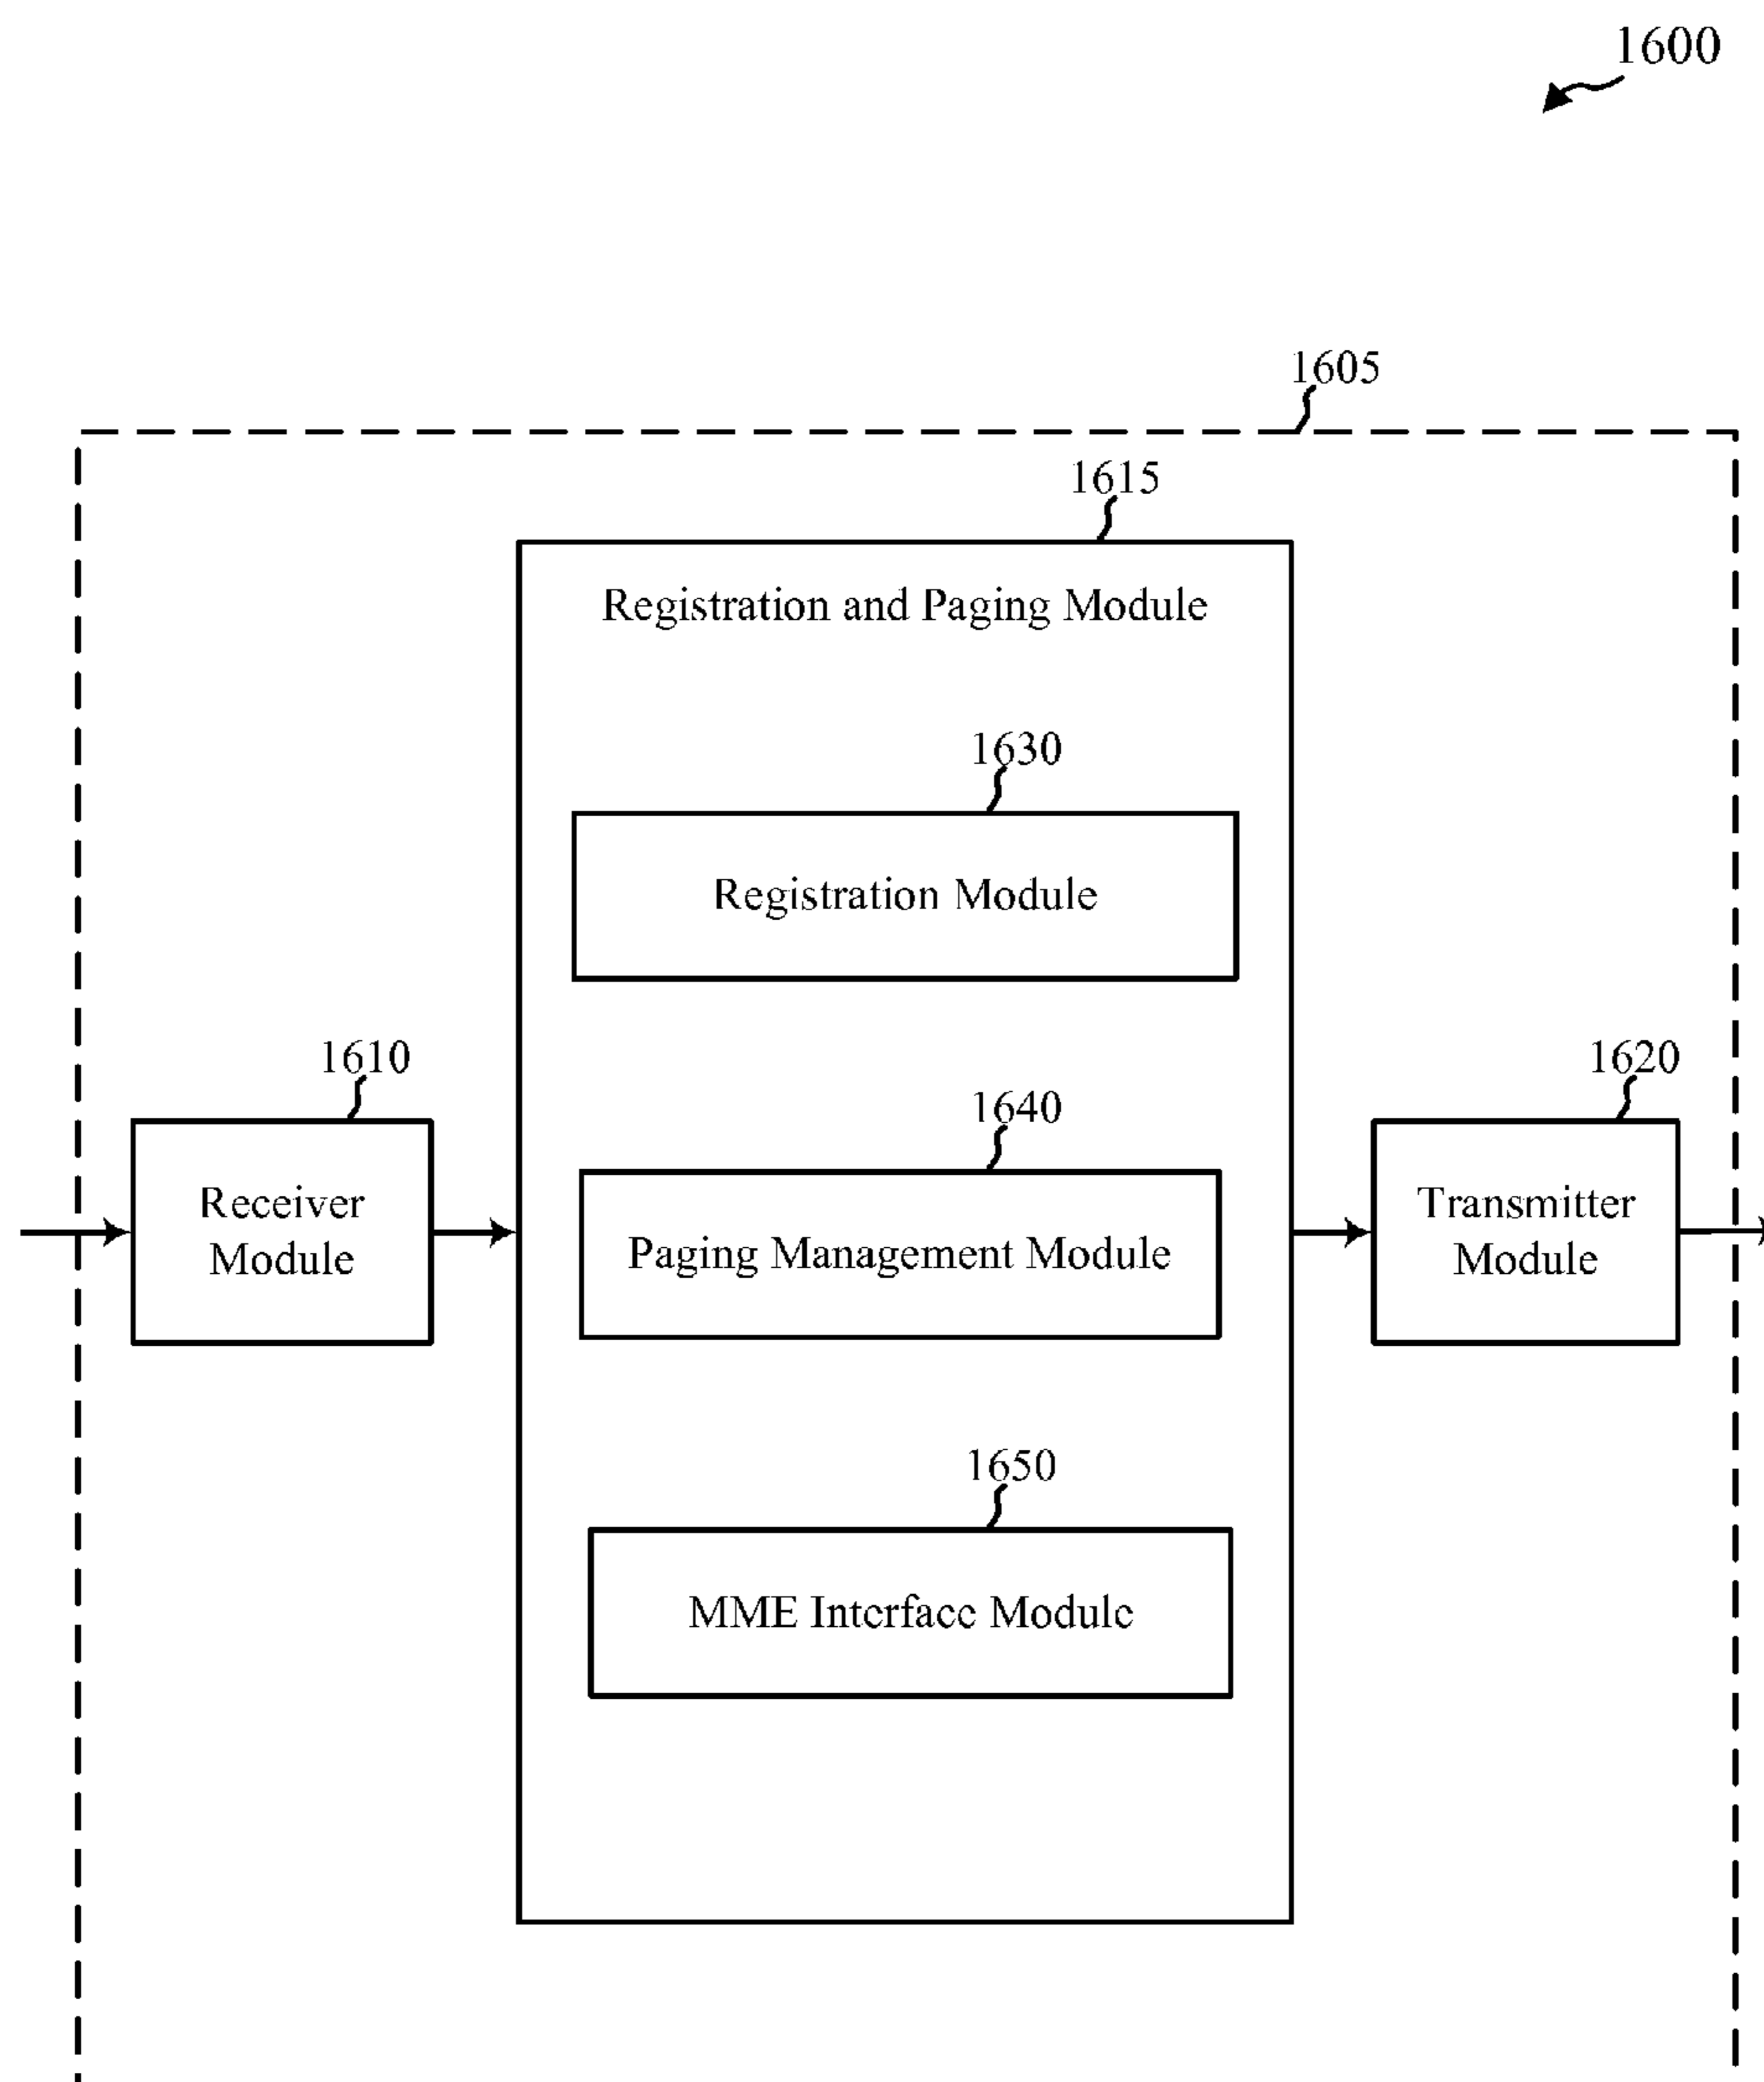 1600
1605
1615
Registration and Paging Module
1630
Registration Module
1610
1620
1640
Receiver
Module
Paging Management Module
Transmitter
Module
1650
MME Interface Module